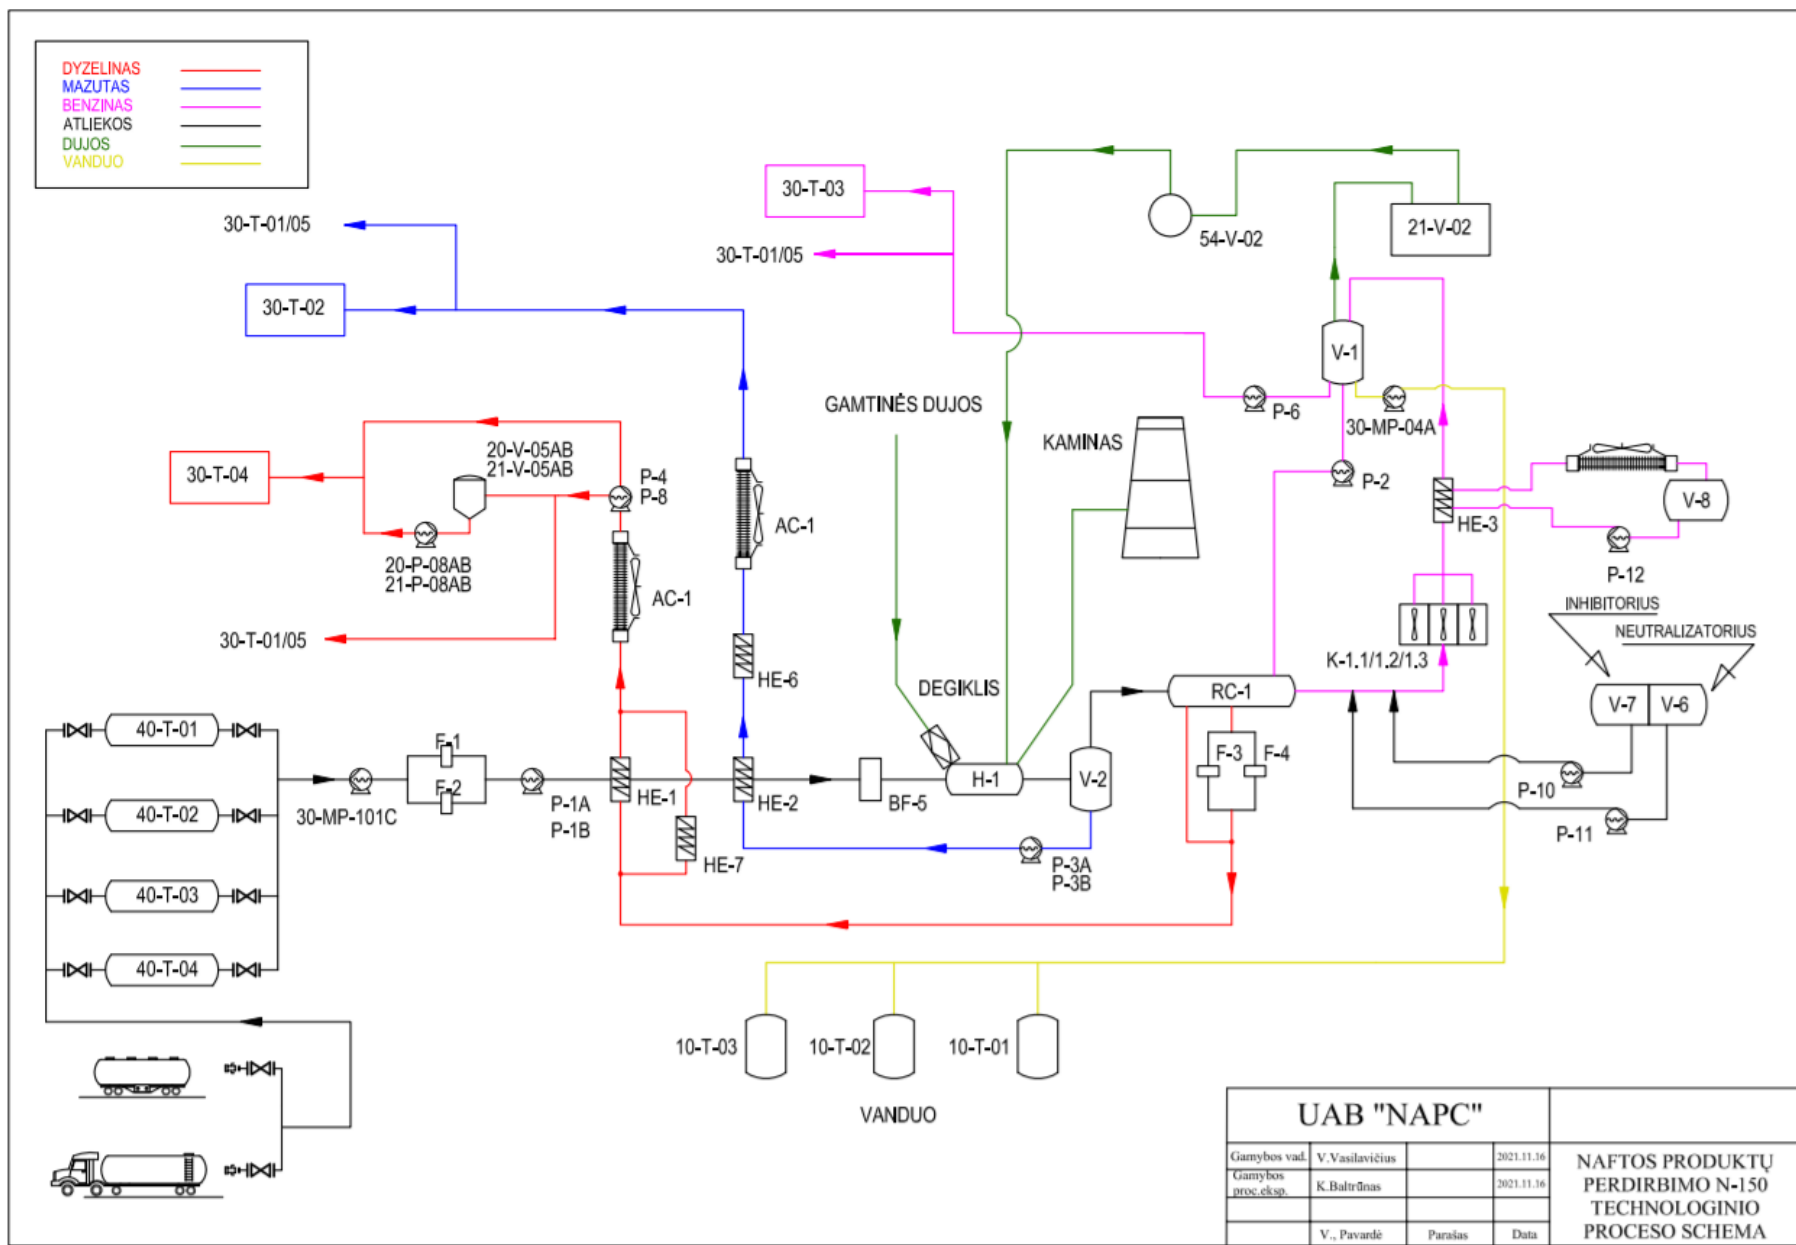 DYZELINAS
MAZUTAS
BENZINAS
ATLIEKOS
DUJOS
VANDUO
30-T-01/05
30-T-02
30-T-03
30-T-01/05
54-V-02
21-V-02
V-1
P-6
30-MP-04A
P-2
GAMTINĖS DUJOS
KAMINAS
30-T-04
20-V-05AB
21-V-05AB
P-4
P-8
20-P-08AB
21-P-08AB
AC-1
AC-1
30-T-01/05
HE-3
V-8
P-12
INHIBITORIUS
NEUTRALIZATORIUS
K-1.1/1.2/1.3
HE-6
DEGIKLIS
RC-1
V-7
V-6
40-T-01
40-T-02
40-T-03
40-T-04
30-MP-101C
F-1
F-2
P-1A
P-1B
HE-1
HE-7
HE-2
BF-5
H-1
V-2
F-3
F-4
P-3A
P-3B
P-10
P-11
10-T-03
10-T-02
10-T-01
VANDUO
UAB "NAPC"
Gamybos vad.
V.Vasilavičius
2021.11.16
Gamybos
proc.eksp.
K.Baltrūnas
2021.11.16
V., Pavardė
Parašas
Data
NAFTOS PRODUKTŲ
PERDIRBIMO N-150
TECHNOLOGINIO
PROCESO SCHEMA